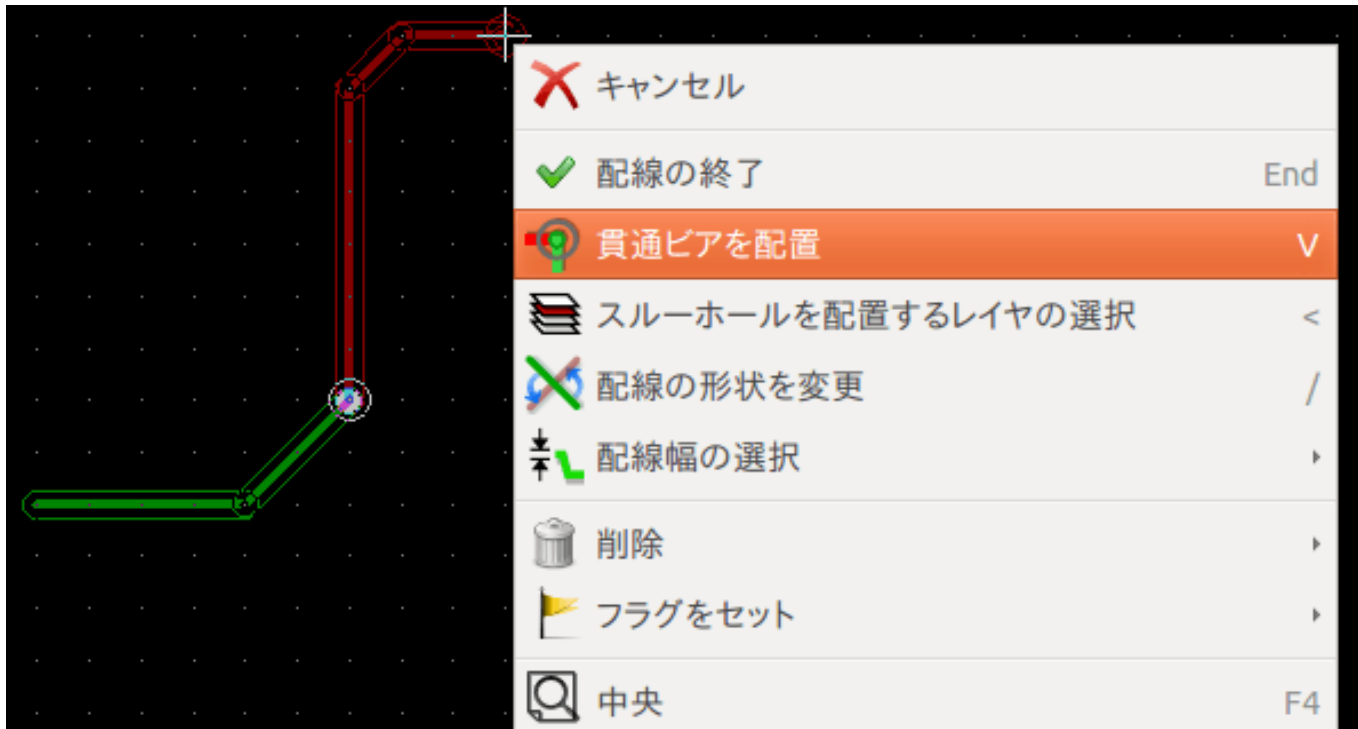 キャンセル
配線の終了 End
貫通ビアを配置 V
スルーホールを配置するレイヤの選択 <
配線の形状を変更 /
配線幅の選択
削除
フラグをセット
中央 F4